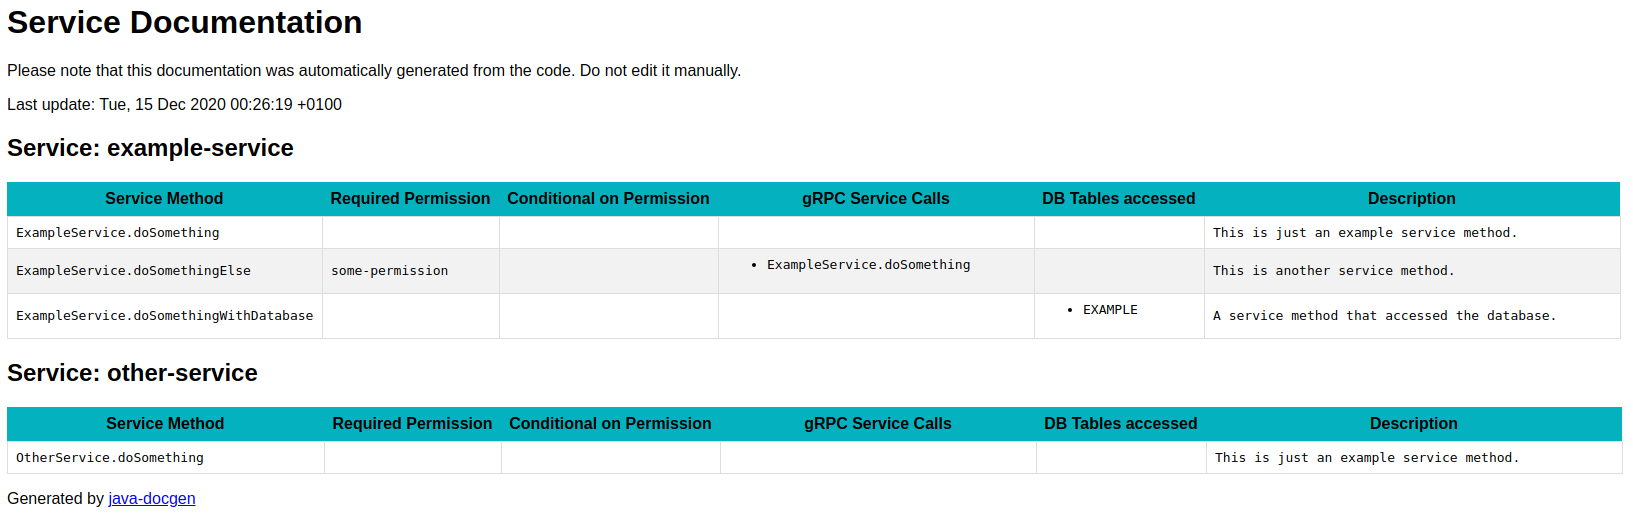 Service Documentation
Please note that this documentation was automatically generated from the code. Do not edit it manually.
Last update: Tue, 15 Dec 2020 00:26:19 +0100
Service: example-service
Service Method Required Permission Conditional on Permission gRPC Service Calls DB Tables accessed Description
ExampleService.doSomething This is just an example service method.
ExampleService.doSomethingElse some-permission • ExampleService.doSomething This is another service method.
ExampleService.doSomethingWithDatabase • EXAMPLE A service method that accessed the database.
Service: other-service
Service Method Required Permission Conditional on Permission gRPC Service Calls DB Tables accessed Description
OtherService.doSomething This is just an example service method.
Generated by java-docgen